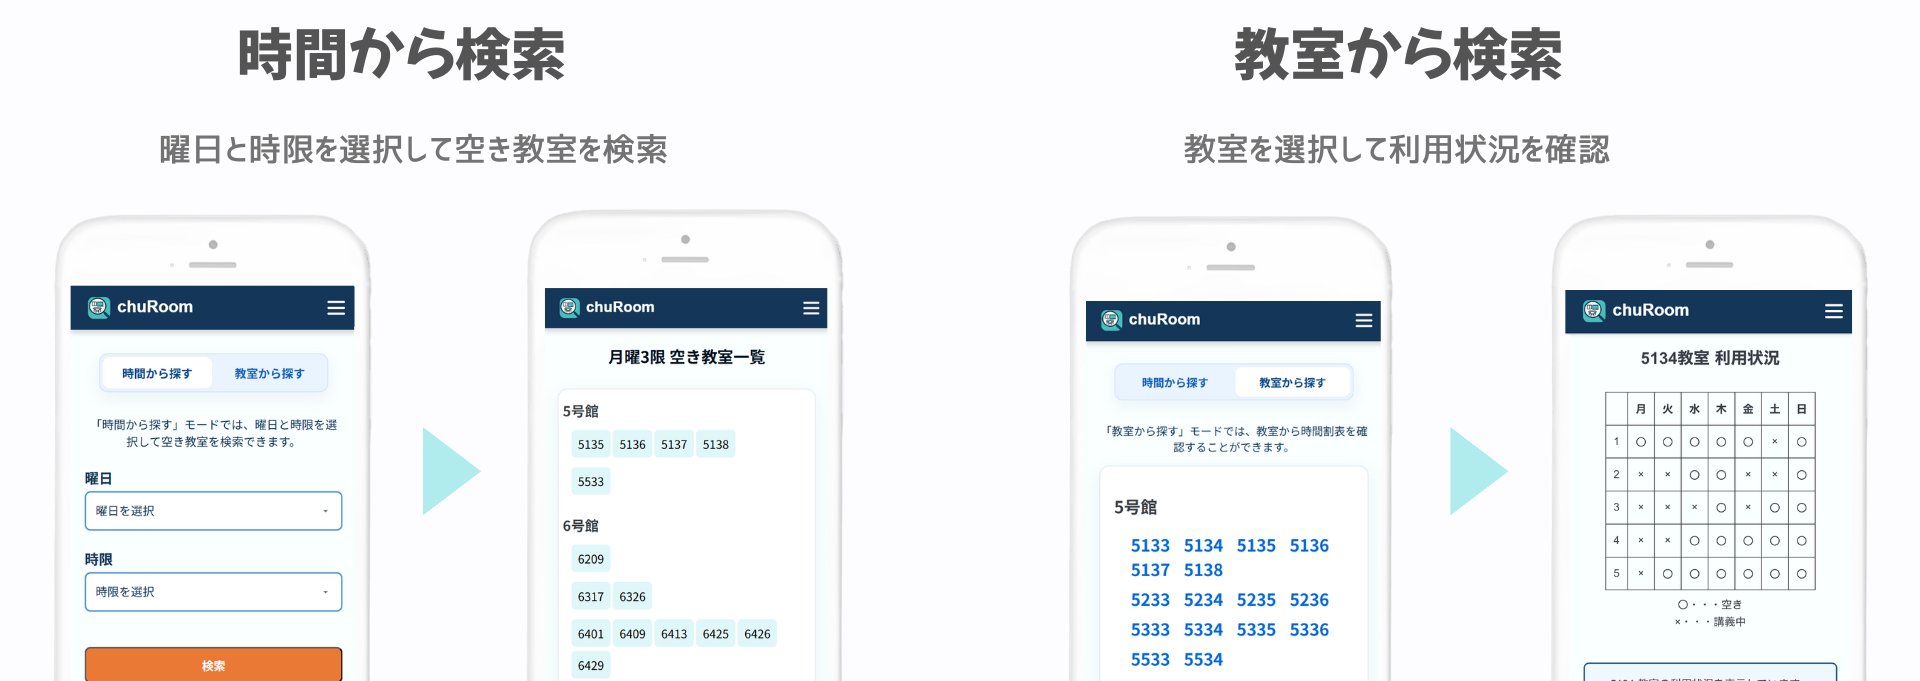 時間から検索
曜日と時限を選択して空き教室を検索
chuRoom
時間から探す 教室から探す
「時間から探す」モードでは、曜日と時限を選
択して空き教室を検索できます。
曜日
曜日を選択
時限
時限を選択
検索
chuRoom
月曜3限 空き教室一覧
5号館
5135 5136 5137 5138
5533
6号館
6209
6317 6326
6401 6409 6413 6425 6426
6429
教室から検索
教室を選択して利用状況を確認
chuRoom
時間から探す 教室から探す
「教室から探す」モードでは、教室から時間割表を確
認することができます。
5号館
5133 5134 5135 5136
5137 5138
5233 5234 5235 5236
5333 5334 5335 5336
5533 5534
chuRoom
5134教室 利用状況
月 火 水 木 金 土 日
1 ○ ○ ○ ○ ○ × ○
2 × × ○ ○ × × ○
3 × × × ○ × ○ ○
4 × × ○ ○ ○ ○ ○
5 × ○ ○ ○ ○ ○ ○
○・・・空き
×・・・講義中